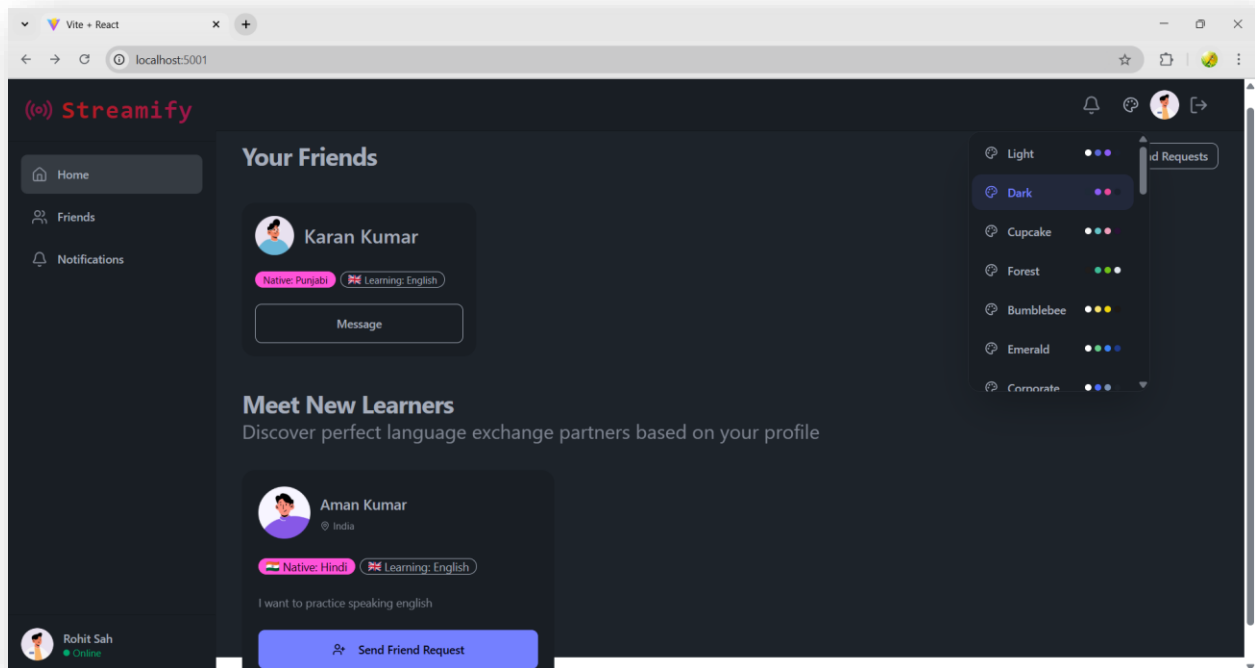 Vite + React
localhost:5001
Streamify
Home
Friends
Notifications
Rohit Sah
Online
Your Friends
d Requests
Karan Kumar
Native: Punjabi
Learning: English
Message
Meet New Learners
Discover perfect language exchange partners based on your profile
Aman Kumar
India
Native: Hindi
Learning: English
I want to practice speaking english
Send Friend Request
Light
Dark
Cupcake
Forest
Bumblebee
Emerald
Corporate